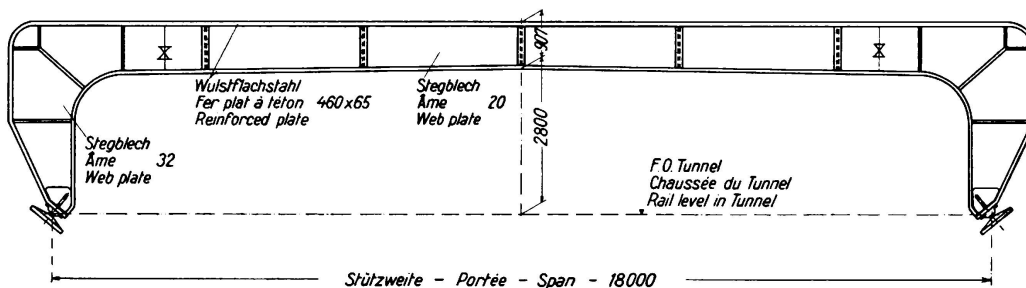 907
Wulstflachstahl
Fer plat à téton 460x65
Reinforced plate
Stegblech
Âme 20
Web plate
2800
Stegblech
Âme 32
Web plate
F.O. Tunnel
Chaussée du Tunnel
Rail level in Tunnel
Stützweite - Portée - Span - 18000